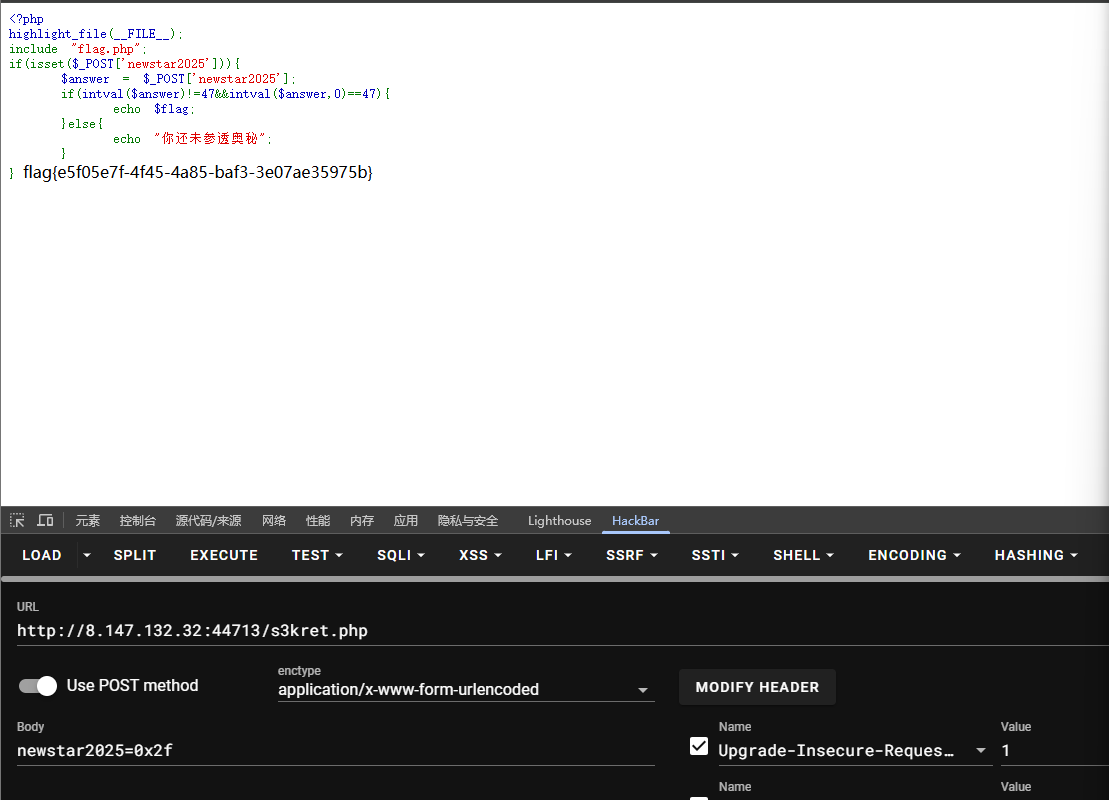 <?php
highlight_file(__FILE__);
include "flag.php";
if(isset($_POST['newstar2025'])){
$answer = $_POST['newstar2025'];
if(intval($answer)!=47&&intval($answer,0)==47){
echo $flag;
}else{
echo "你还未参透奥秘";
}
} flag{e5f05e7f-4f45-4a85-baf3-3e07ae35975b}
元素 控制台 源代码/来源 网络 性能 内存 应用 隐私与安全 Lighthouse HackBar
LOAD SPLIT EXECUTE TEST SQLI XSS LFI SSRF SSTI SHELL ENCODING HASHING
URL
http://8.147.132.32:44713/s3kret.php
Use POST method
enctype
application/x-www-form-urlencoded
MODIFY HEADER
Body
newstar2025=0x2f
Name
Upgrade-Insecure-Reques…
Value
1
Name
Value